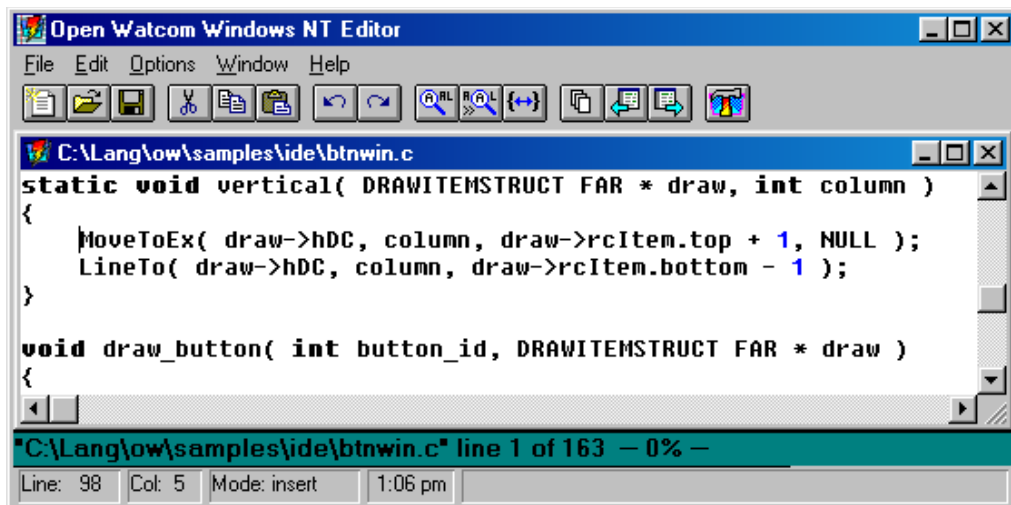 Open Watcom Windows NT Editor
File Edit Options Window Help
C:\Lang\ow\samples\ide\btnwin.c
static void vertical( DRAWITEMSTRUCT FAR * draw, int column )
{
    MoveToEx( draw->hDC, column, draw->rcItem.top + 1, NULL );
    LineTo( draw->hDC, column, draw->rcItem.bottom - 1 );
}
void draw_button( int button_id, DRAWITEMSTRUCT FAR * draw )
{
"C:\Lang\ow\samples\ide\btnwin.c" line 1 of 163 — 0% —
Line: 98 Col: 5 Mode: insert 1:06 pm